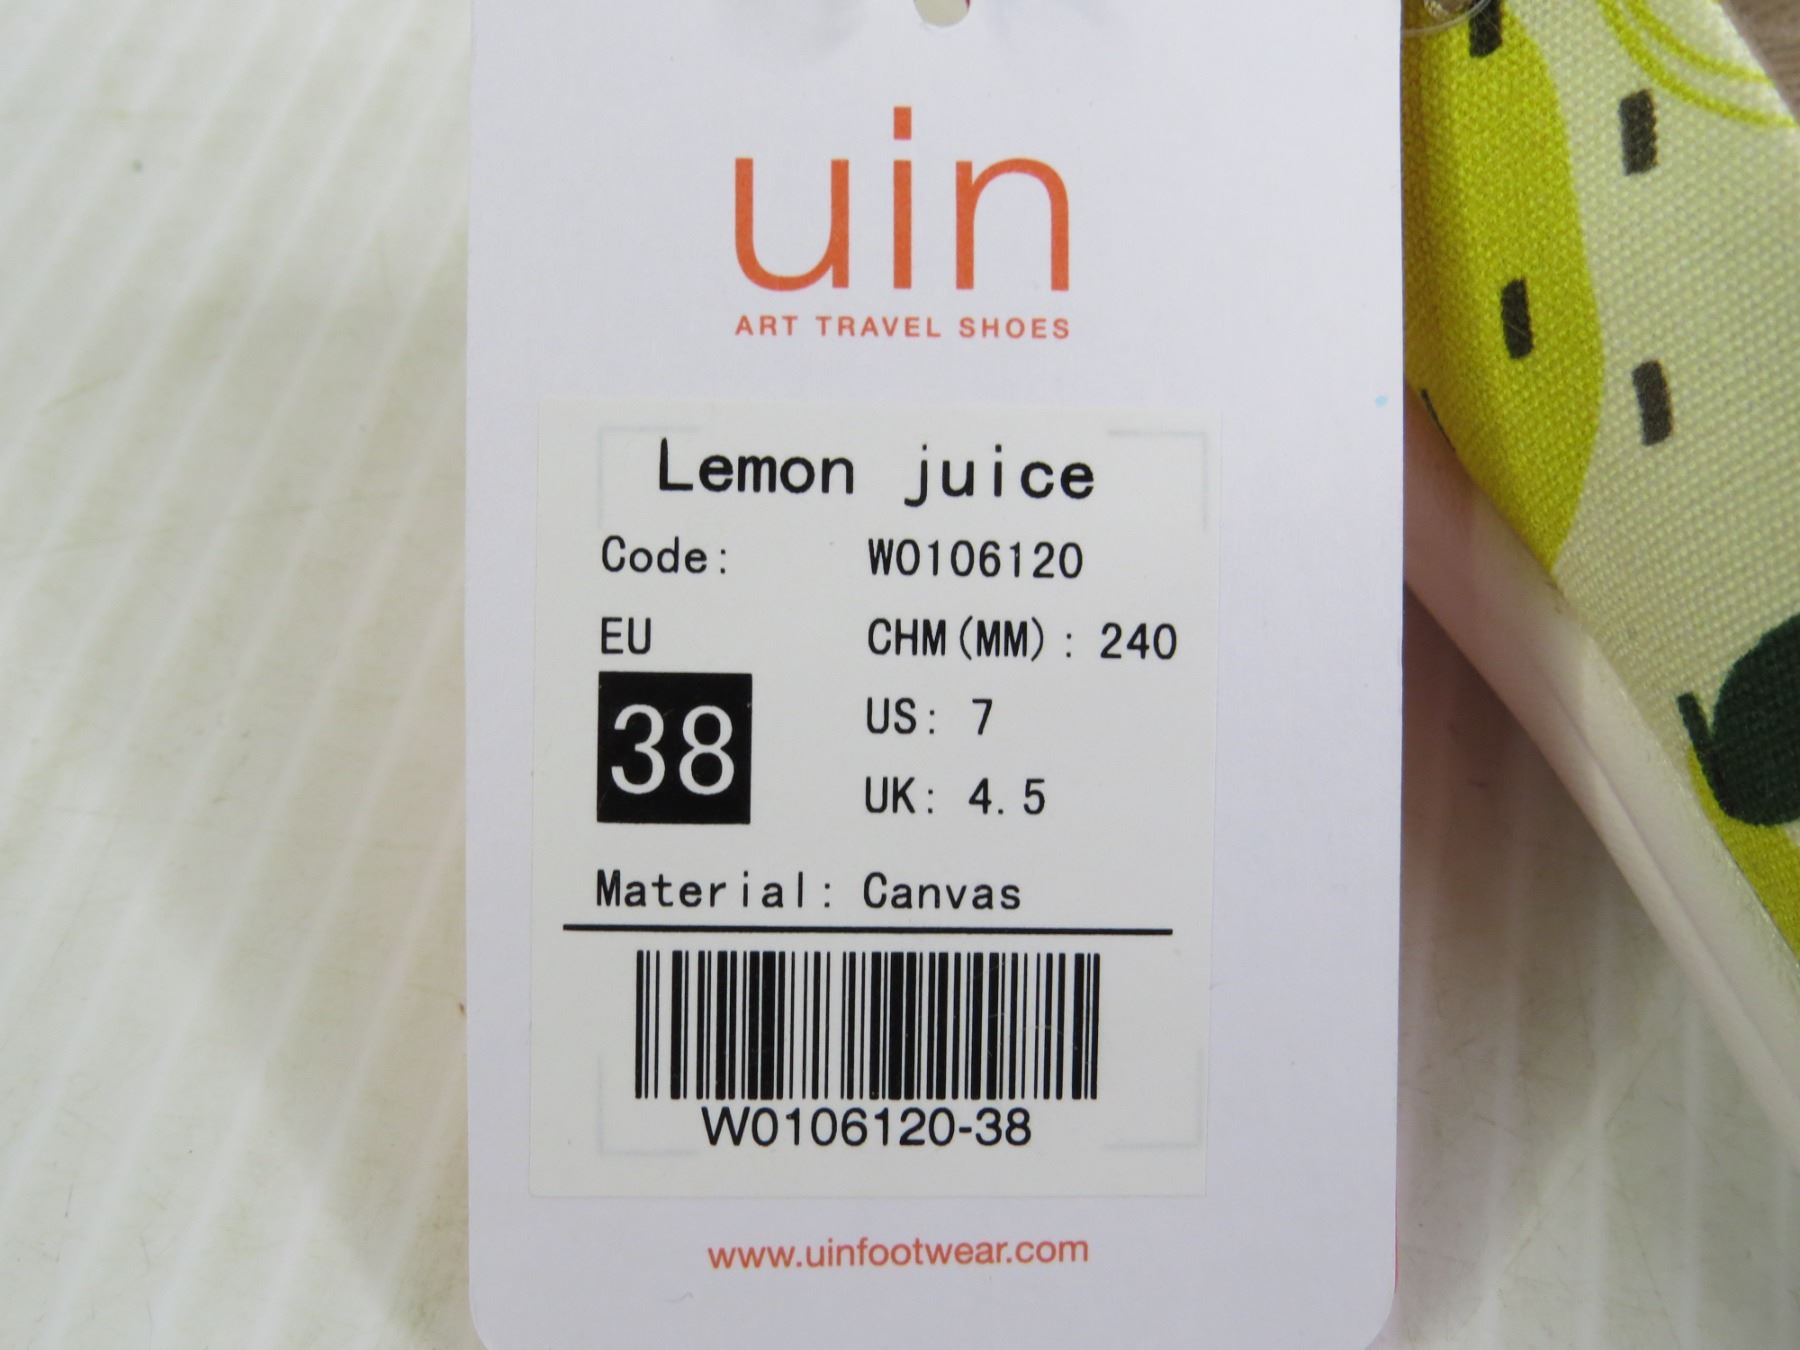 uin
ART TRAVEL SHOES
Lemon juice
Code: W0106120
EU CHM(MM): 240
38 US: 7
UK: 4.5
Material: Canvas
W0106120-38
www.uinfootwear.com